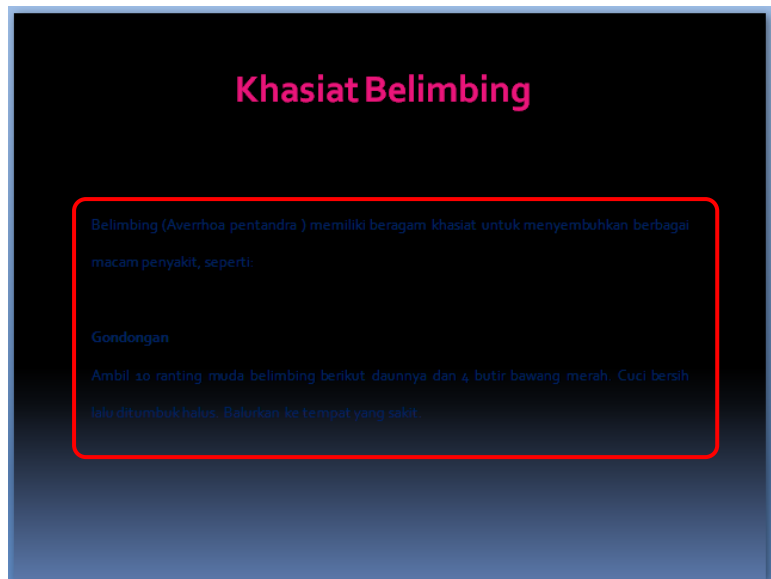 Khasiat Belimbing
Belimbing (Averrhoa pentandra ) memiliki beragam khasiat untuk menyembuhkan berbagai
macam penyakit, seperti:
Gondongan
Ambil 10 ranting muda belimbing berikut daunnya dan 4 butir bawang merah. Cuci bersih
lalu ditumbuk halus. Balurkan ke tempat yang sakit.